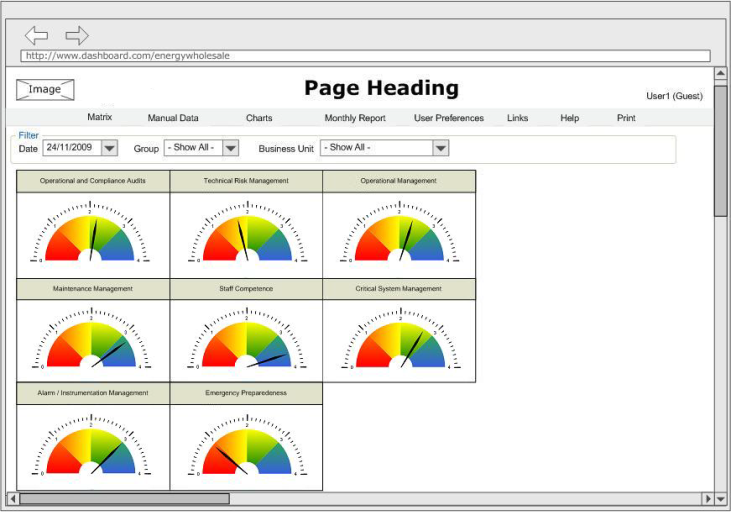 http://www.dashboard.com/energywholesale
Image
Page Heading
User1 (Guest)
Matrix Manual Data Charts Monthly Report User Preferences Links Help Print
Filter
Date 24/11/2009 Group - Show All - Business Unit - Show All -
Operational and Compliance Audits Technical Risk Management Operational Management
2 2 2
1 3 1 3 1 3
0 4 0 4 0 4
Maintenance Management Staff Competence Critical System Management
2 2 2
1 3 1 3 1 3
0 4 0 4 0 4
Alarm / Instrumentation Management Emergency Preparedeness
2 2
1 3 1 3
0 4 0 4